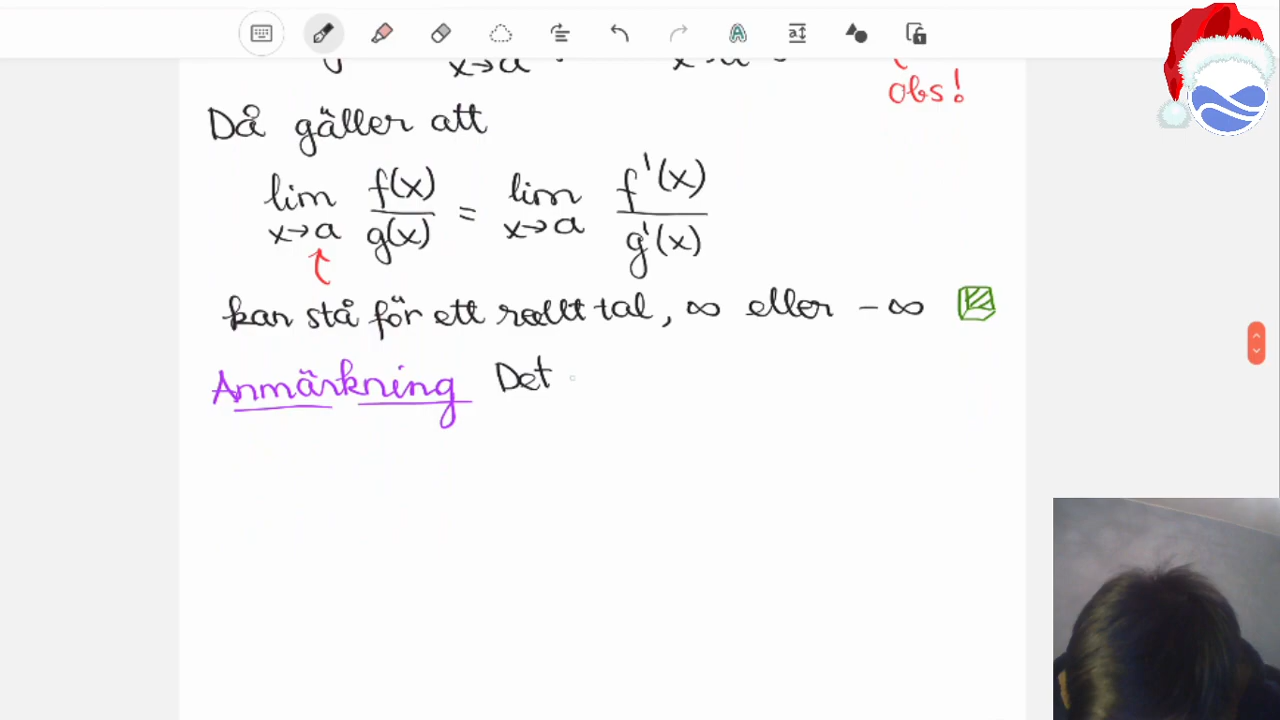 x→a x→a
obs!
Då gäller att
lim f(x) = lim f'(x)
x→a g(x) x→a g'(x)
kan stå för ett reellt tal, ∞ eller -∞
Anmärkning Det